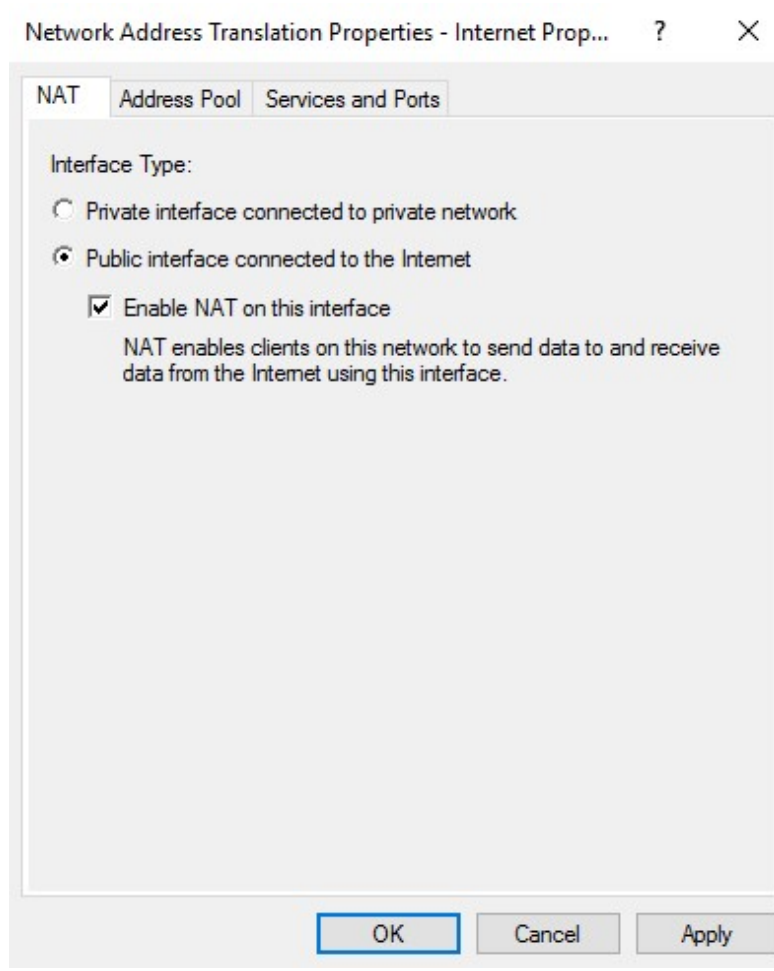 Network Address Translation Properties - Internet Prop... ? ×
NAT Address Pool Services and Ports
Interface Type:
Private interface connected to private network
Public interface connected to the Internet
Enable NAT on this interface
NAT enables clients on this network to send data to and receive
data from the Internet using this interface.
OK Cancel Apply